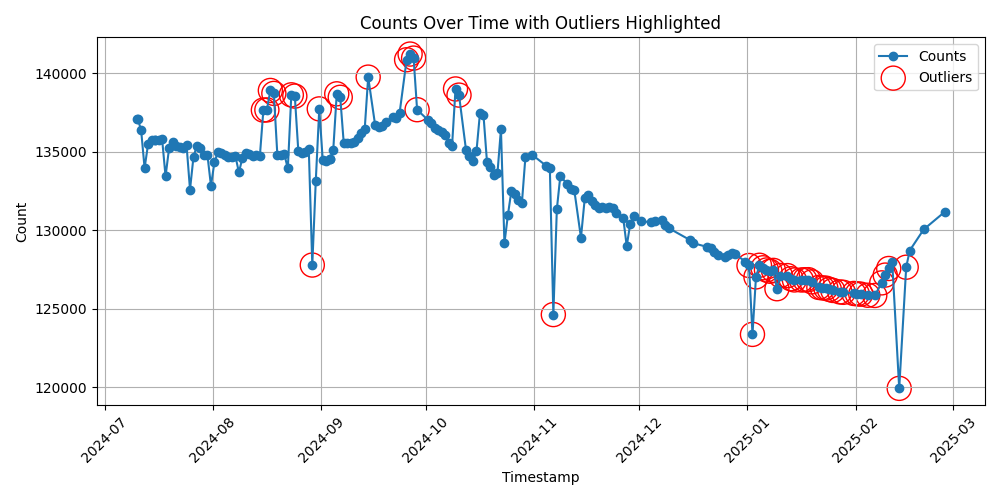 Counts Over Time with Outliers Highlighted
Counts
Outliers
140000
135000
130000
125000
120000
Count
2024-07
2024-08
2024-09
2024-10
2024-11
2024-12
2025-01
2025-02
2025-03
Timestamp